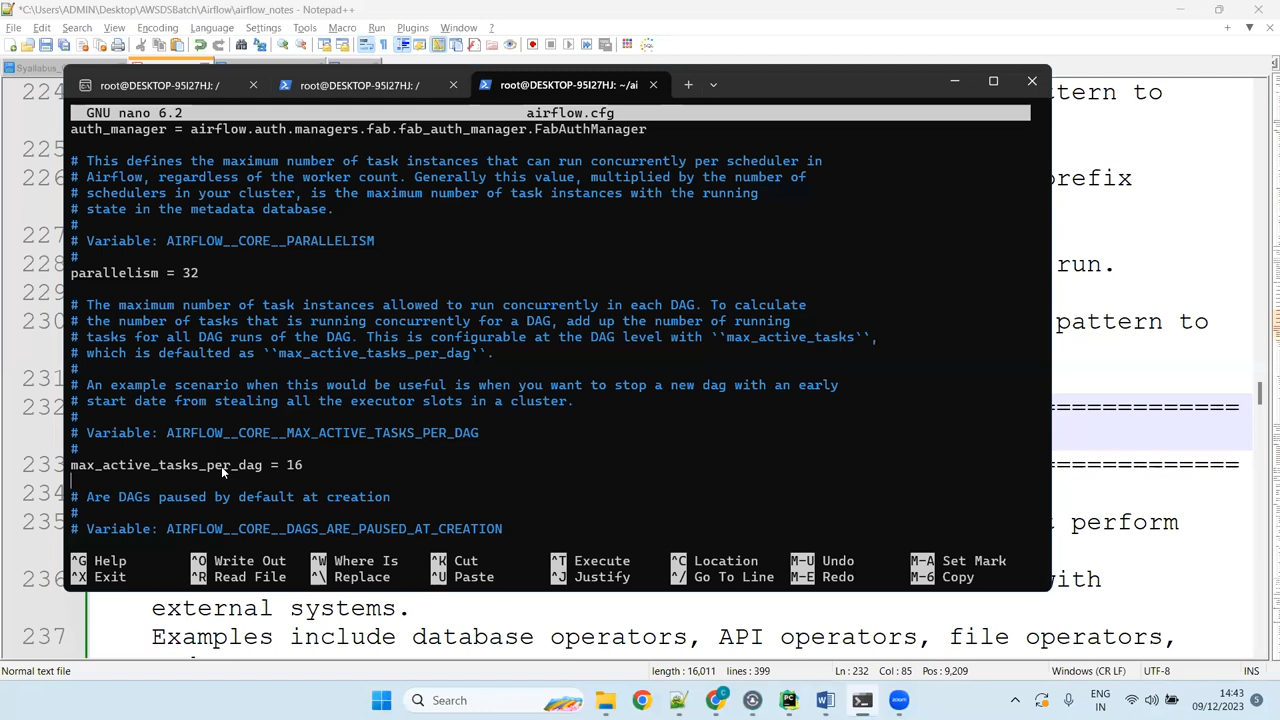 *C:\Users\ADMIN\Desktop\AWSDSBatch\Airflow\airflow_notes - Notepad++
File Edit Search View Encoding Language Settings Tools Macro Run Plugins Window ?
root@DESKTOP-95I27HJ: / root@DESKTOP-95I27HJ: / root@DESKTOP-95I27HJ: ~/ai
GNU nano 6.2 airflow.cfg
auth_manager = airflow.auth.managers.fab.fab_auth_manager.FabAuthManager
# This defines the maximum number of task instances that can run concurrently per scheduler in
# Airflow, regardless of the worker count. Generally this value, multiplied by the number of
# schedulers in your cluster, is the maximum number of task instances with the running
# state in the metadata database.
#
# Variable: AIRFLOW__CORE__PARALLELISM
#
parallelism = 32
# The maximum number of task instances allowed to run concurrently in each DAG. To calculate
# the number of tasks that is running concurrently for a DAG, add up the number of running
# tasks for all DAG runs of the DAG. This is configurable at the DAG level with ``max_active_tasks``,
# which is defaulted as ``max_active_tasks_per_dag``.
#
# An example scenario when this would be useful is when you want to stop a new dag with an early
# start date from stealing all the executor slots in a cluster.
#
# Variable: AIRFLOW__CORE__MAX_ACTIVE_TASKS_PER_DAG
#
max_active_tasks_per_dag = 16
# Are DAGs paused by default at creation
#
# Variable: AIRFLOW__CORE__DAGS_ARE_PAUSED_AT_CREATION
^G Help ^O Write Out ^W Where Is ^K Cut ^T Execute ^C Location M-U Undo M-A Set Mark
^X Exit ^R Read File ^\ Replace ^U Paste ^J Justify ^/ Go To Line M-E Redo M-6 Copy
224 pattern to
225
226 prefix
227
228
229 run.
230 pattern to
231
232 ============
233 ============
234
235 t perform
236 with
external systems.
237 Examples include database operators, API operators, file operators,
Normal text file length : 16,011 lines : 399 Ln : 232 Col : 85 Pos : 9,209 Windows (CR LF) UTF-8 INS
Search ENG IN 14:43 09/12/2023